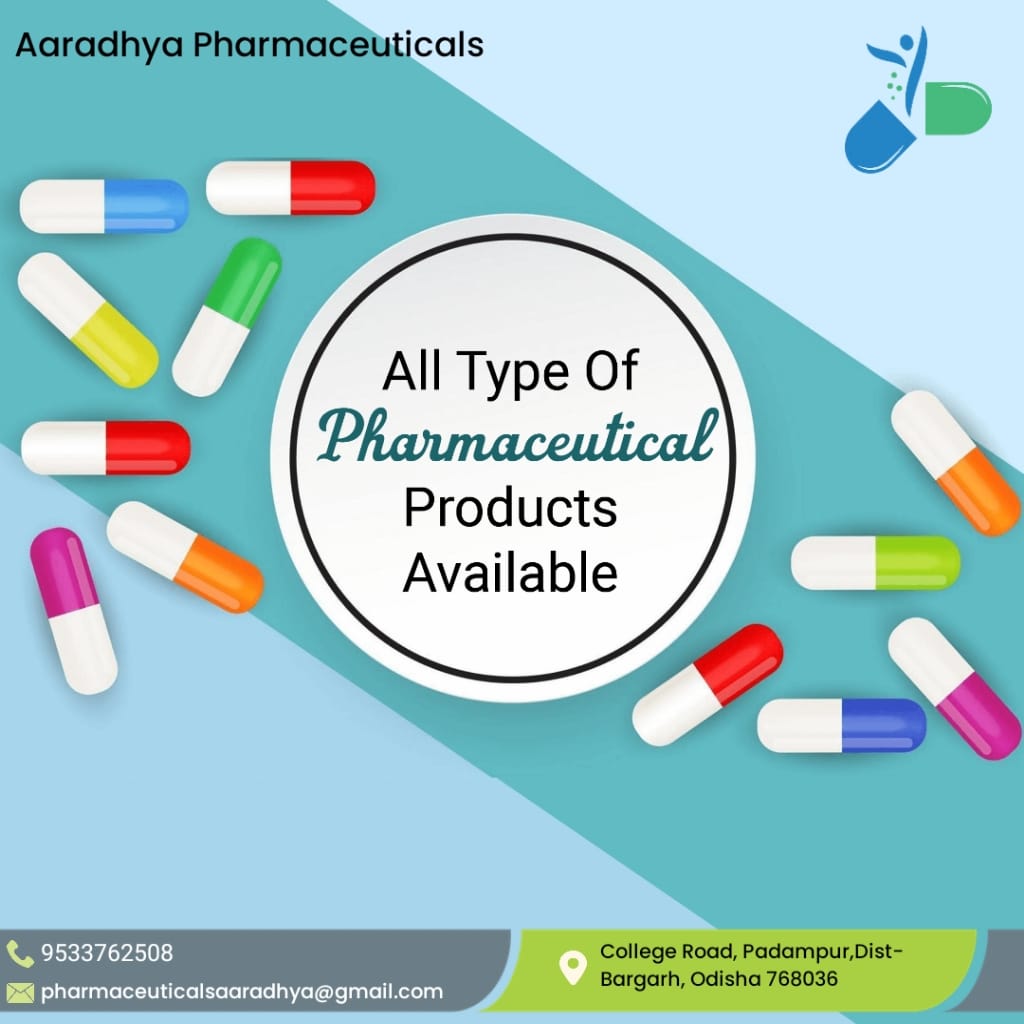 Aaradhya Pharmaceuticals
All Type Of
Pharmaceutical
Products
Available
9533762508
pharmaceuticalsaaradhya@gmail.com
College Road, Padampur,Dist-
Bargarh, Odisha 768036